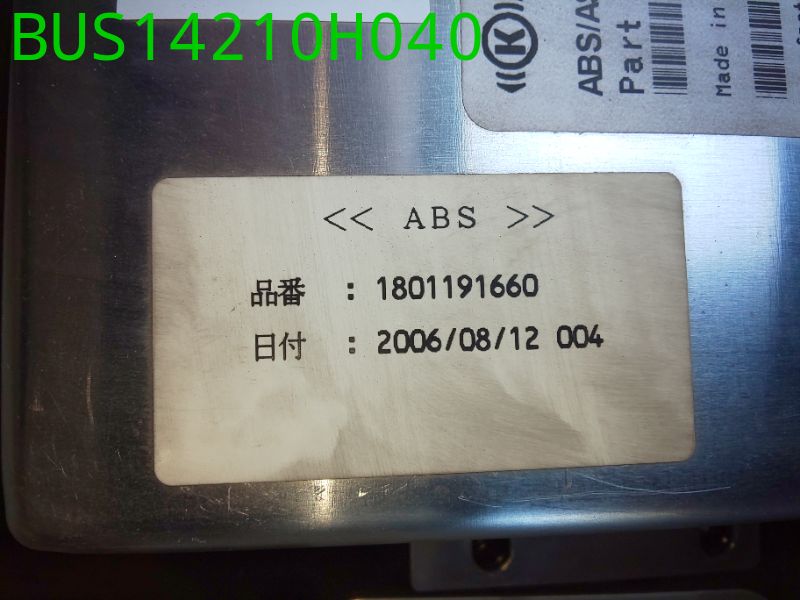 BUS14210H040
K
ABS/A
Part
Made in
<< ABS >>
品番 : 1801191660
日付 : 2006/08/12 004